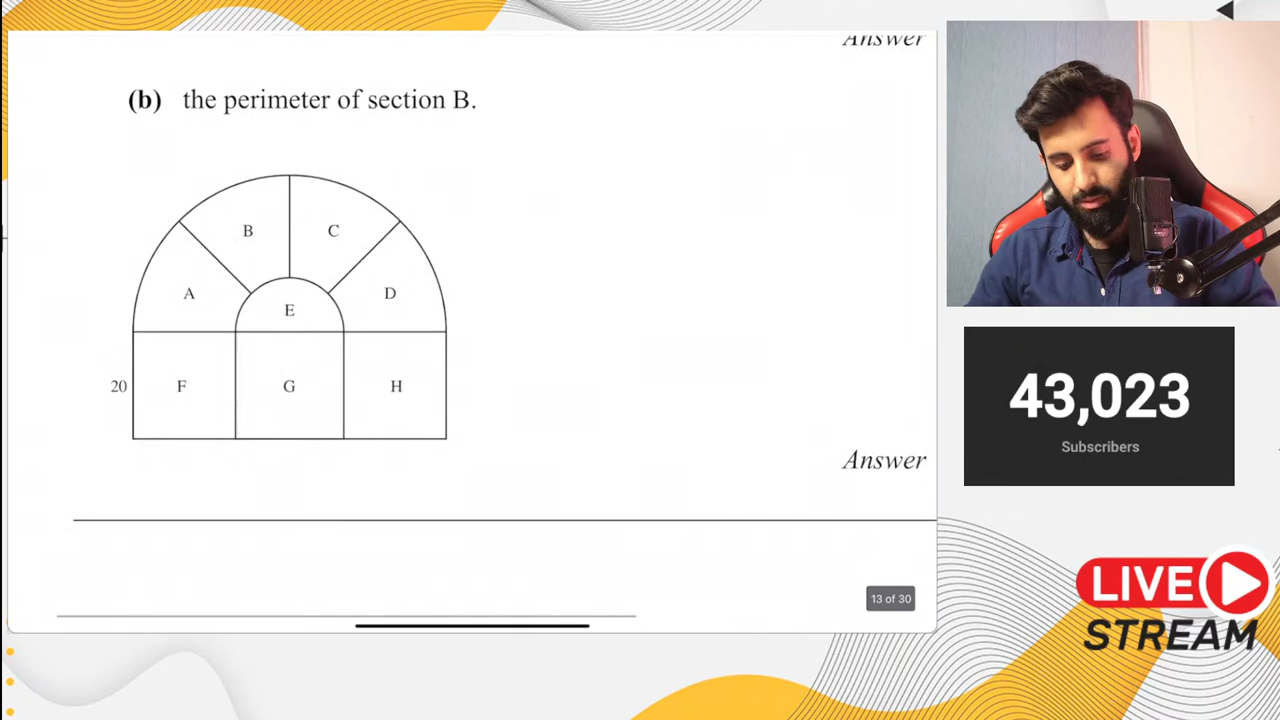 Answer
(b) the perimeter of section B.
B C
A E D
20 F G H
Answer
13 of 30
43,023
Subscribers
LIVE
STREAM